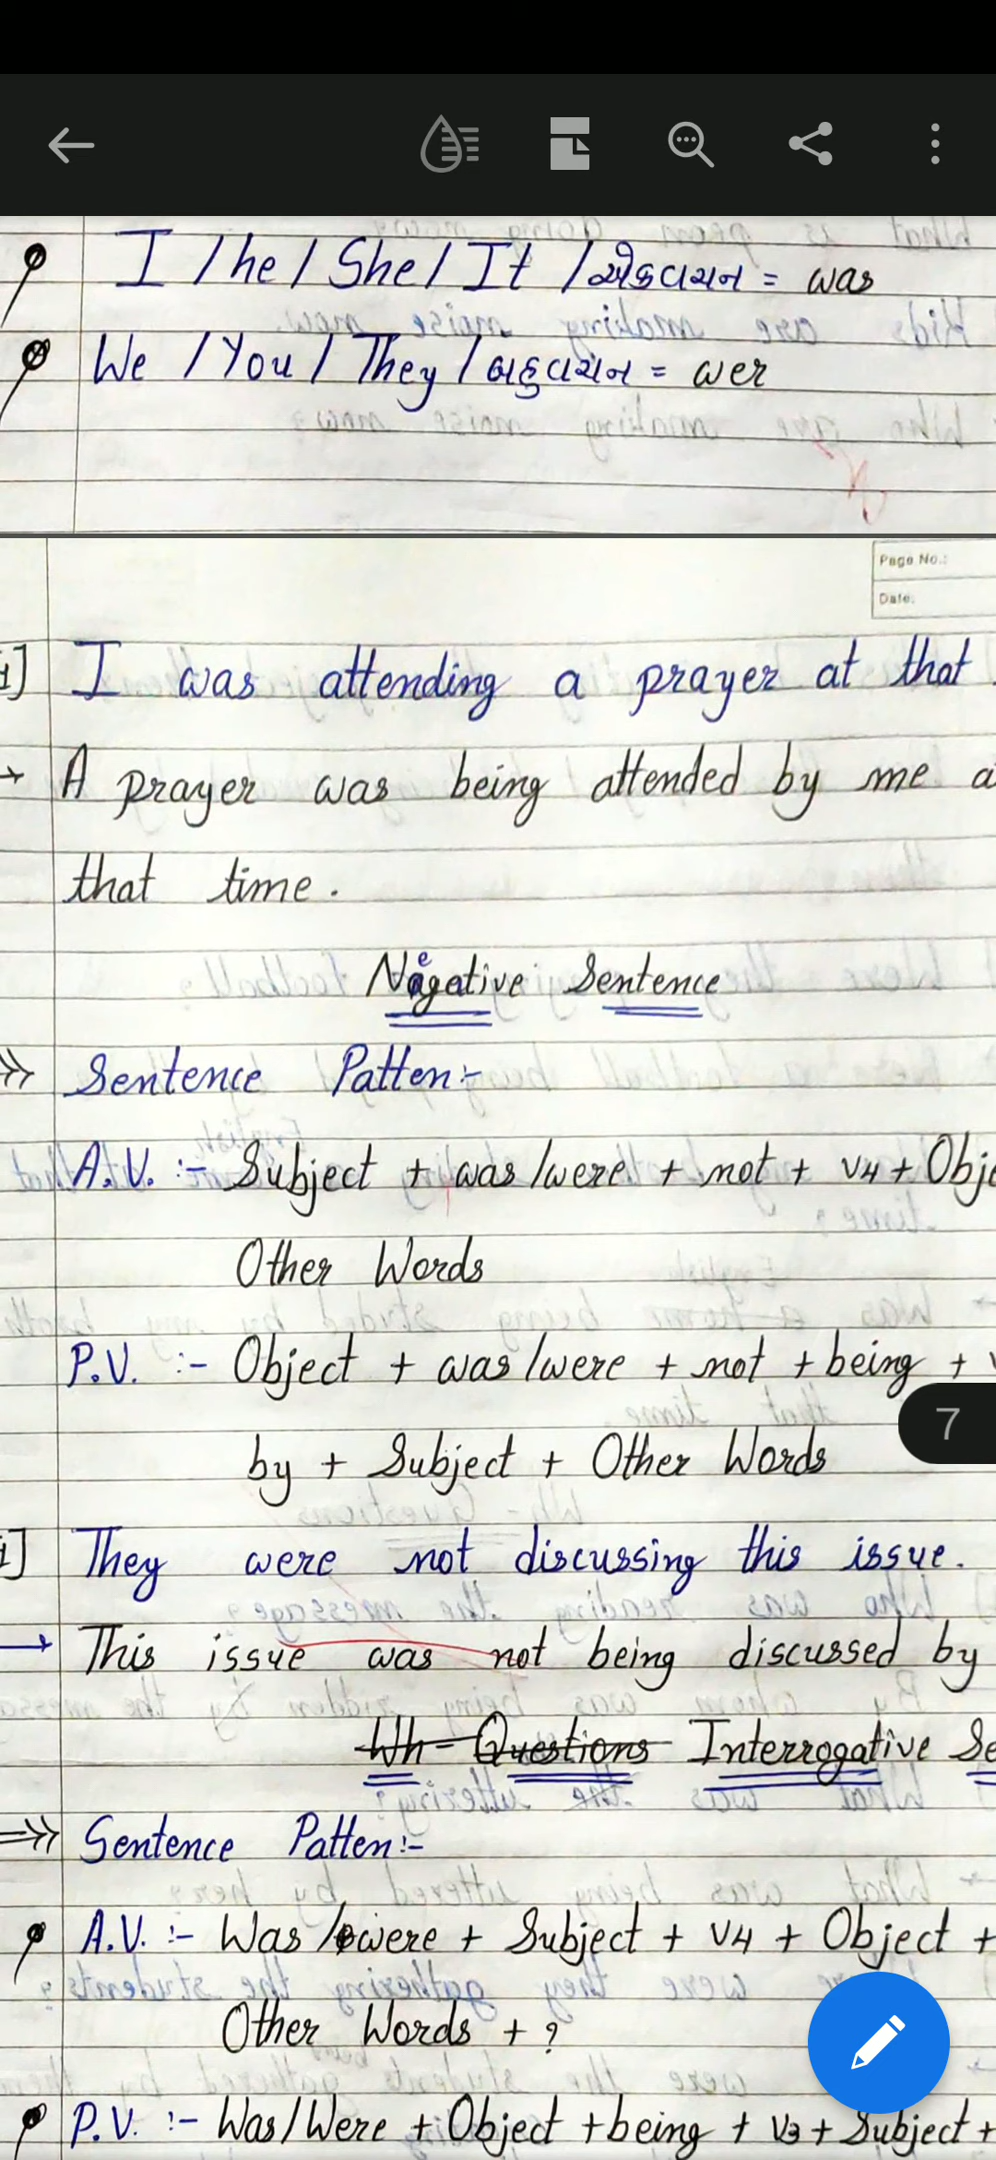 I / he / She / It / એકવચન = was
We / You / They / બહુવચન = wer
Page No.:
Date:
1] I was attending a prayer at that
→ A prayer was being attended by me a
that time.
Negative Sentence
Sentence Patten:-
A.V. :- Subject + was/were + not + V4 + Obje
Other Words
P.V. :- Object + was/were + not + being + v
7
by + Subject + Other Words
1] They were not discussing this issue.
→ This issue was not being discussed by
Wh - Questions Interrogative Se
Sentence Patten:-
A.V. :- Was/were + Subject + V4 + Object +
Other Words + ?
P.V. :- Was/Were + Object + being + V3 + Subject +